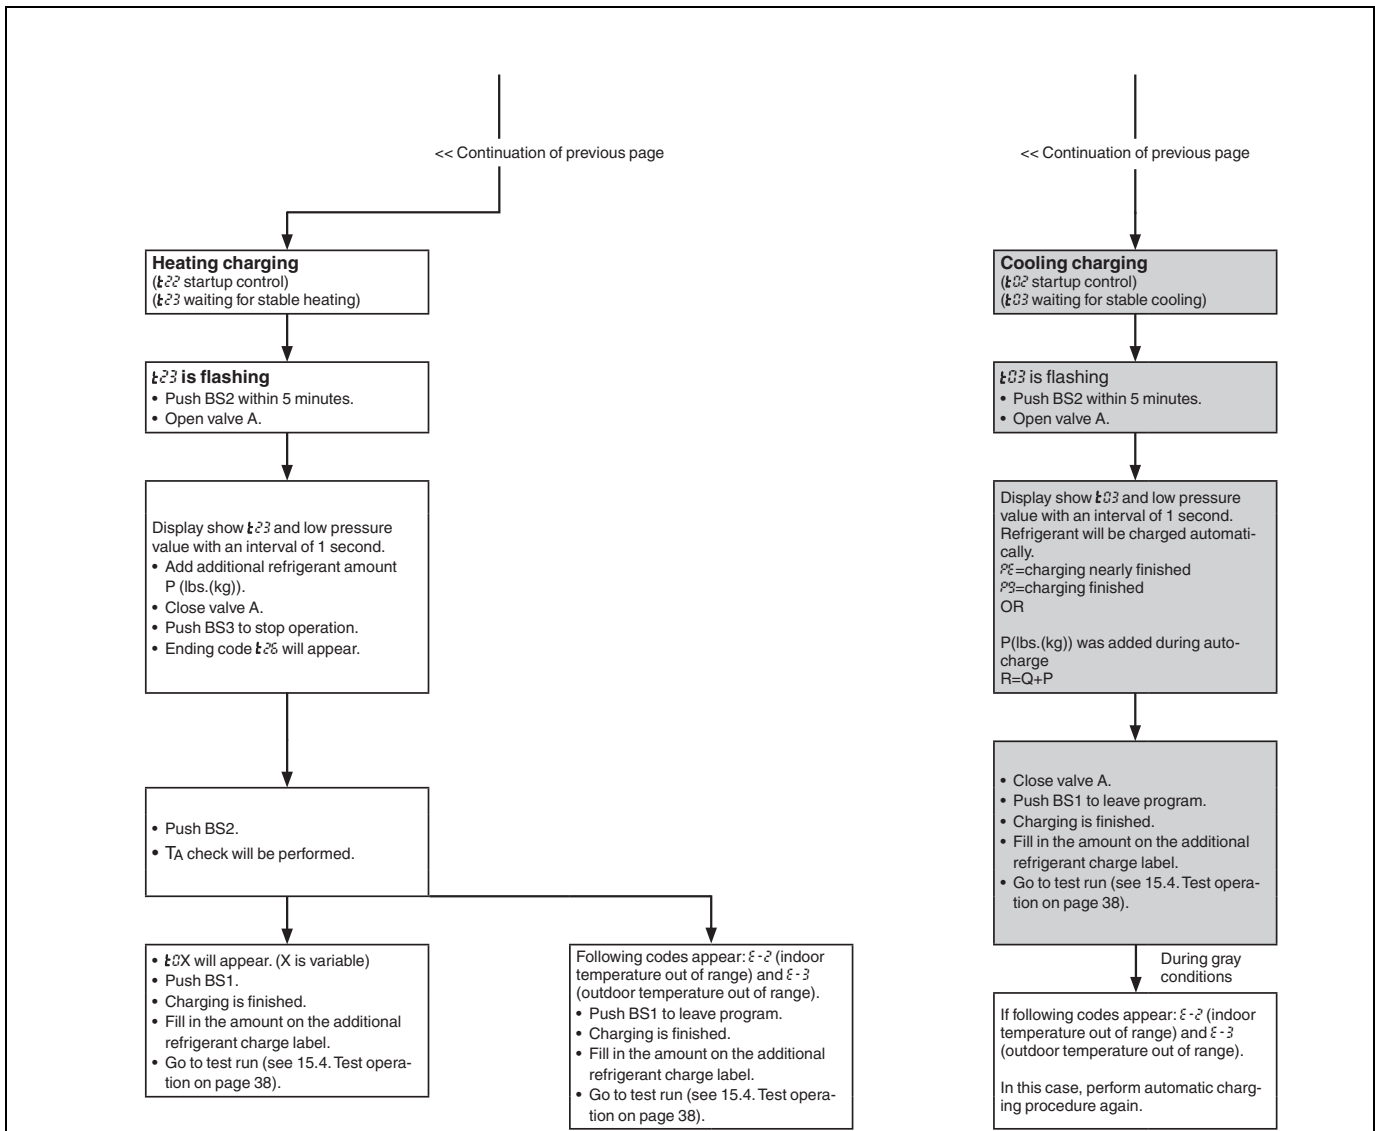 << Continuation of previous page
Heating charging
(t22 startup control)
(t23 waiting for stable heating)
t23 is flashing
• Push BS2 within 5 minutes.
• Open valve A.
Display show t23 and low pressure
value with an interval of 1 second.
• Add additional refrigerant amount
P (lbs.(kg)).
• Close valve A.
• Push BS3 to stop operation.
• Ending code t26 will appear.
• Push BS2.
• TA check will be performed.
• t0X will appear. (X is variable)
• Push BS1.
• Charging is finished.
• Fill in the amount on the additional
refrigerant charge label.
• Go to test run (see 15.4. Test opera-
tion on page 38).
Following codes appear: E-2 (indoor
temperature out of range) and E-3
(outdoor temperature out of range).
• Push BS1 to leave program.
• Charging is finished.
• Fill in the amount on the additional
refrigerant charge label.
• Go to test run (see 15.4. Test opera-
tion on page 38).
<< Continuation of previous page
Cooling charging
(t02 startup control)
(t03 waiting for stable cooling)
t03 is flashing
• Push BS2 within 5 minutes.
• Open valve A.
Display show t03 and low pressure
value with an interval of 1 second.
Refrigerant will be charged automati-
cally.
PE=charging nearly finished
P9=charging finished
OR
P(lbs.(kg)) was added during auto-
charge
R=Q+P
• Close valve A.
• Push BS1 to leave program.
• Charging is finished.
• Fill in the amount on the additional
refrigerant charge label.
• Go to test run (see 15.4. Test opera-
tion on page 38).
During gray
conditions
If following codes appear: E-2 (indoor
temperature out of range) and E-3
(outdoor temperature out of range).
In this case, perform automatic charg-
ing procedure again.